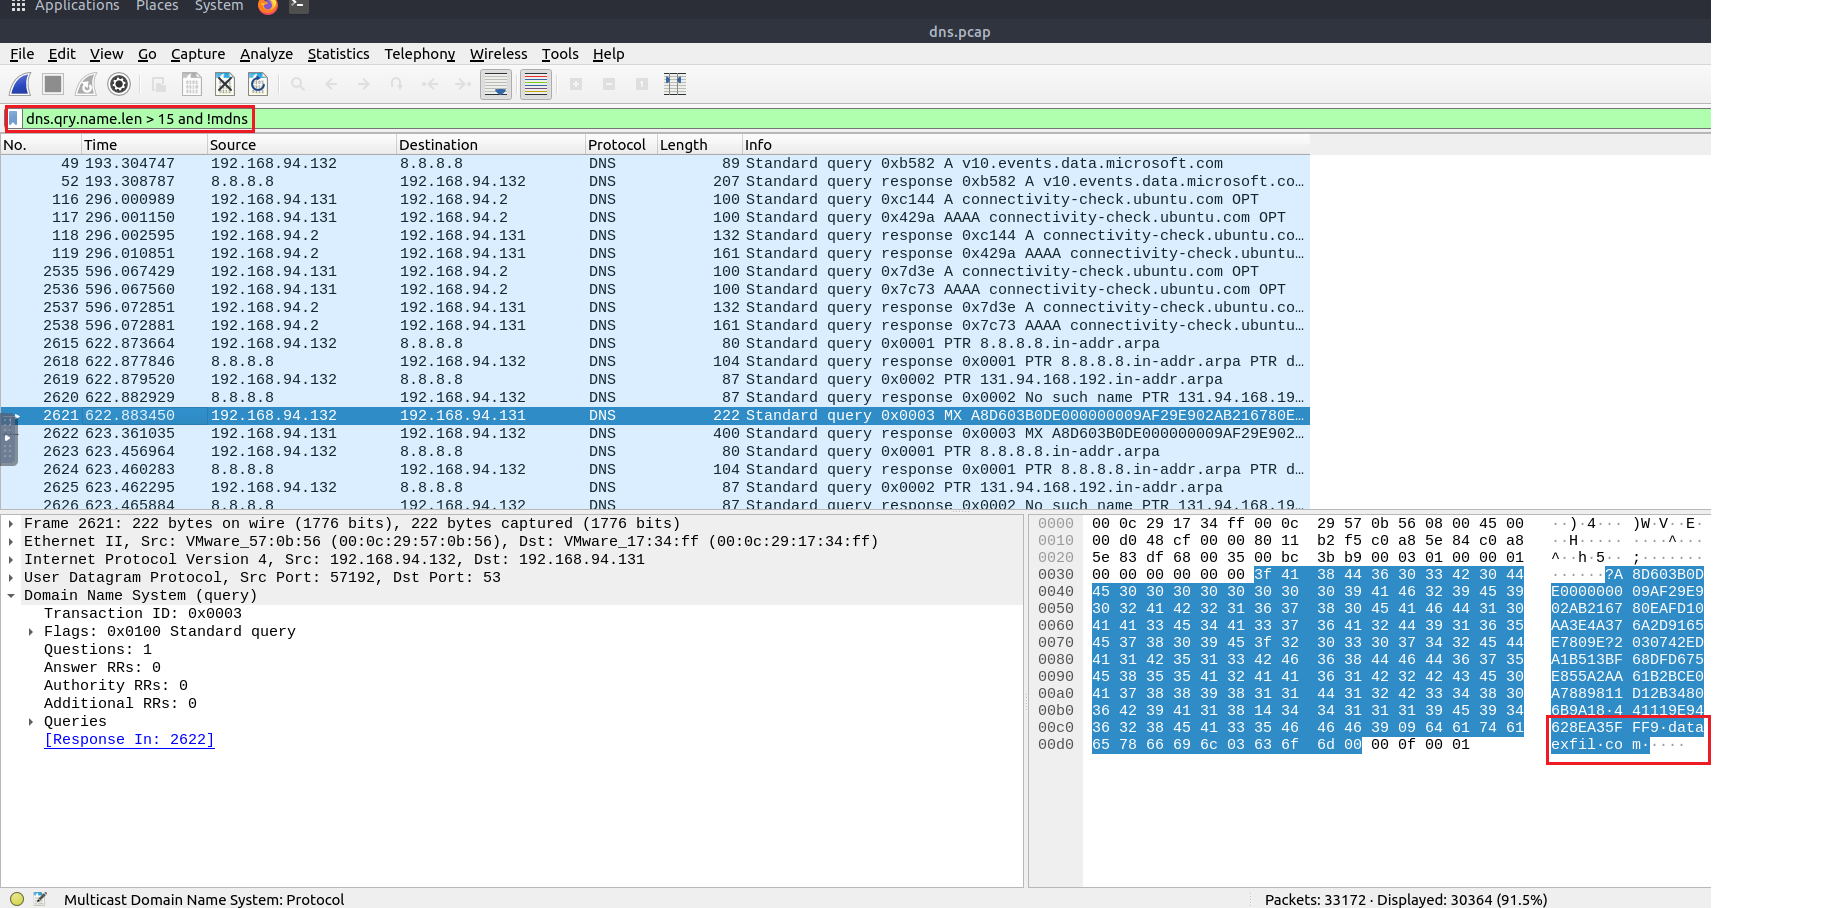 Applications Places System
dns.pcap
File Edit View Go Capture Analyze Statistics Telephony Wireless Tools Help
dns.qry.name.len > 15 and !mdns
No. Time Source Destination Protocol Length Info
49 193.304747 192.168.94.132 8.8.8.8 DNS 89 Standard query 0xb582 A v10.events.data.microsoft.com
52 193.308787 8.8.8.8 192.168.94.132 DNS 207 Standard query response 0xb582 A v10.events.data.microsoft.co…
116 296.000989 192.168.94.131 192.168.94.2 DNS 100 Standard query 0xc144 A connectivity-check.ubuntu.com OPT
117 296.001150 192.168.94.131 192.168.94.2 DNS 100 Standard query 0x429a AAAA connectivity-check.ubuntu.com OPT
118 296.002595 192.168.94.2 192.168.94.131 DNS 132 Standard query response 0xc144 A connectivity-check.ubuntu.co…
119 296.010851 192.168.94.2 192.168.94.131 DNS 161 Standard query response 0x429a AAAA connectivity-check.ubuntu…
2535 596.067429 192.168.94.131 192.168.94.2 DNS 100 Standard query 0x7d3e A connectivity-check.ubuntu.com OPT
2536 596.067560 192.168.94.131 192.168.94.2 DNS 100 Standard query 0x7c73 AAAA connectivity-check.ubuntu.com OPT
2537 596.072851 192.168.94.2 192.168.94.131 DNS 132 Standard query response 0x7d3e A connectivity-check.ubuntu.co…
2538 596.072881 192.168.94.2 192.168.94.131 DNS 161 Standard query response 0x7c73 AAAA connectivity-check.ubuntu…
2615 622.873664 192.168.94.132 8.8.8.8 DNS 80 Standard query 0x0001 PTR 8.8.8.8.in-addr.arpa
2618 622.877846 8.8.8.8 192.168.94.132 DNS 104 Standard query response 0x0001 PTR 8.8.8.8.in-addr.arpa PTR d…
2619 622.879520 192.168.94.132 8.8.8.8 DNS 87 Standard query 0x0002 PTR 131.94.168.192.in-addr.arpa
2620 622.882929 8.8.8.8 192.168.94.132 DNS 87 Standard query response 0x0002 No such name PTR 131.94.168.19…
2621 622.883450 192.168.94.132 192.168.94.131 DNS 222 Standard query 0x0003 MX A8D603B0DE000000009AF29E902AB216780E…
2622 623.361035 192.168.94.131 192.168.94.132 DNS 400 Standard query response 0x0003 MX A8D603B0DE000000009AF29E902…
2623 623.456964 192.168.94.132 8.8.8.8 DNS 80 Standard query response 0x0001 PTR 8.8.8.8.in-addr.arpa
2624 623.460283 8.8.8.8 192.168.94.132 DNS 104 Standard query response 0x0001 PTR 8.8.8.8.in-addr.arpa PTR d…
2625 623.462295 192.168.94.132 8.8.8.8 DNS 87 Standard query 0x0002 PTR 131.94.168.192.in-addr.arpa
2626 623.465884 8.8.8.8 192.168.94.132 DNS 87 Standard query response 0x0002 No such name PTR 131.94.168.19…
Frame 2621: 222 bytes on wire (1776 bits), 222 bytes captured (1776 bits)
Ethernet II, Src: VMware_57:0b:56 (00:0c:29:57:0b:56), Dst: VMware_17:34:ff (00:0c:29:17:34:ff)
Internet Protocol Version 4, Src: 192.168.94.132, Dst: 192.168.94.131
User Datagram Protocol, Src Port: 57192, Dst Port: 53
Domain Name System (query)
Transaction ID: 0x0003
Flags: 0x0100 Standard query
Questions: 1
Answer RRs: 0
Authority RRs: 0
Additional RRs: 0
Queries
[Response In: 2622]
0000 00 0c 29 17 34 ff 00 0c 29 57 0b 56 08 00 45 00 ··)·4··· )W·V··E·
0010 00 d0 48 cf 00 00 80 11 b2 f5 c0 a8 5e 84 c0 a8 ··H····· ····^···
0020 5e 83 df 68 00 35 00 bc 3b b9 00 03 01 00 00 01 ^··h·5·· ;·······
0030 00 00 00 00 00 00 3f 41 38 44 36 30 33 42 30 44 ······?A 8D603B0D
0040 45 30 30 30 30 30 30 30 30 39 41 46 32 39 45 39 E0000000 09AF29E9
0050 30 32 41 42 32 31 36 37 38 30 45 41 46 44 31 30 02AB2167 80EAFD10
0060 41 41 33 45 34 41 33 37 36 41 32 44 39 31 36 35 AA3E4A37 6A2D9165
0070 45 37 38 30 39 45 3f 32 30 33 30 37 34 32 45 44 E7809E?2 030742ED
0080 41 31 42 35 31 33 42 46 36 38 44 46 44 36 37 35 A1B513BF 68DFD675
0090 45 38 35 35 41 32 41 41 36 31 42 32 42 43 45 30 E855A2AA 61B2BCE0
00a0 41 37 38 38 39 38 31 31 44 31 32 42 33 34 38 30 A7889811 D12B3480
00b0 36 42 39 41 31 38 14 34 34 31 31 31 39 45 39 34 6B9A18·4 41119E94
00c0 36 32 38 45 41 33 35 46 46 46 39 09 64 61 74 61 628EA35F FF9·data
00d0 65 78 66 69 6c 03 63 6f 6d 00 00 0f 00 01 exfil·co m·····
Multicast Domain Name System: Protocol
Packets: 33172 · Displayed: 30364 (91.5%)